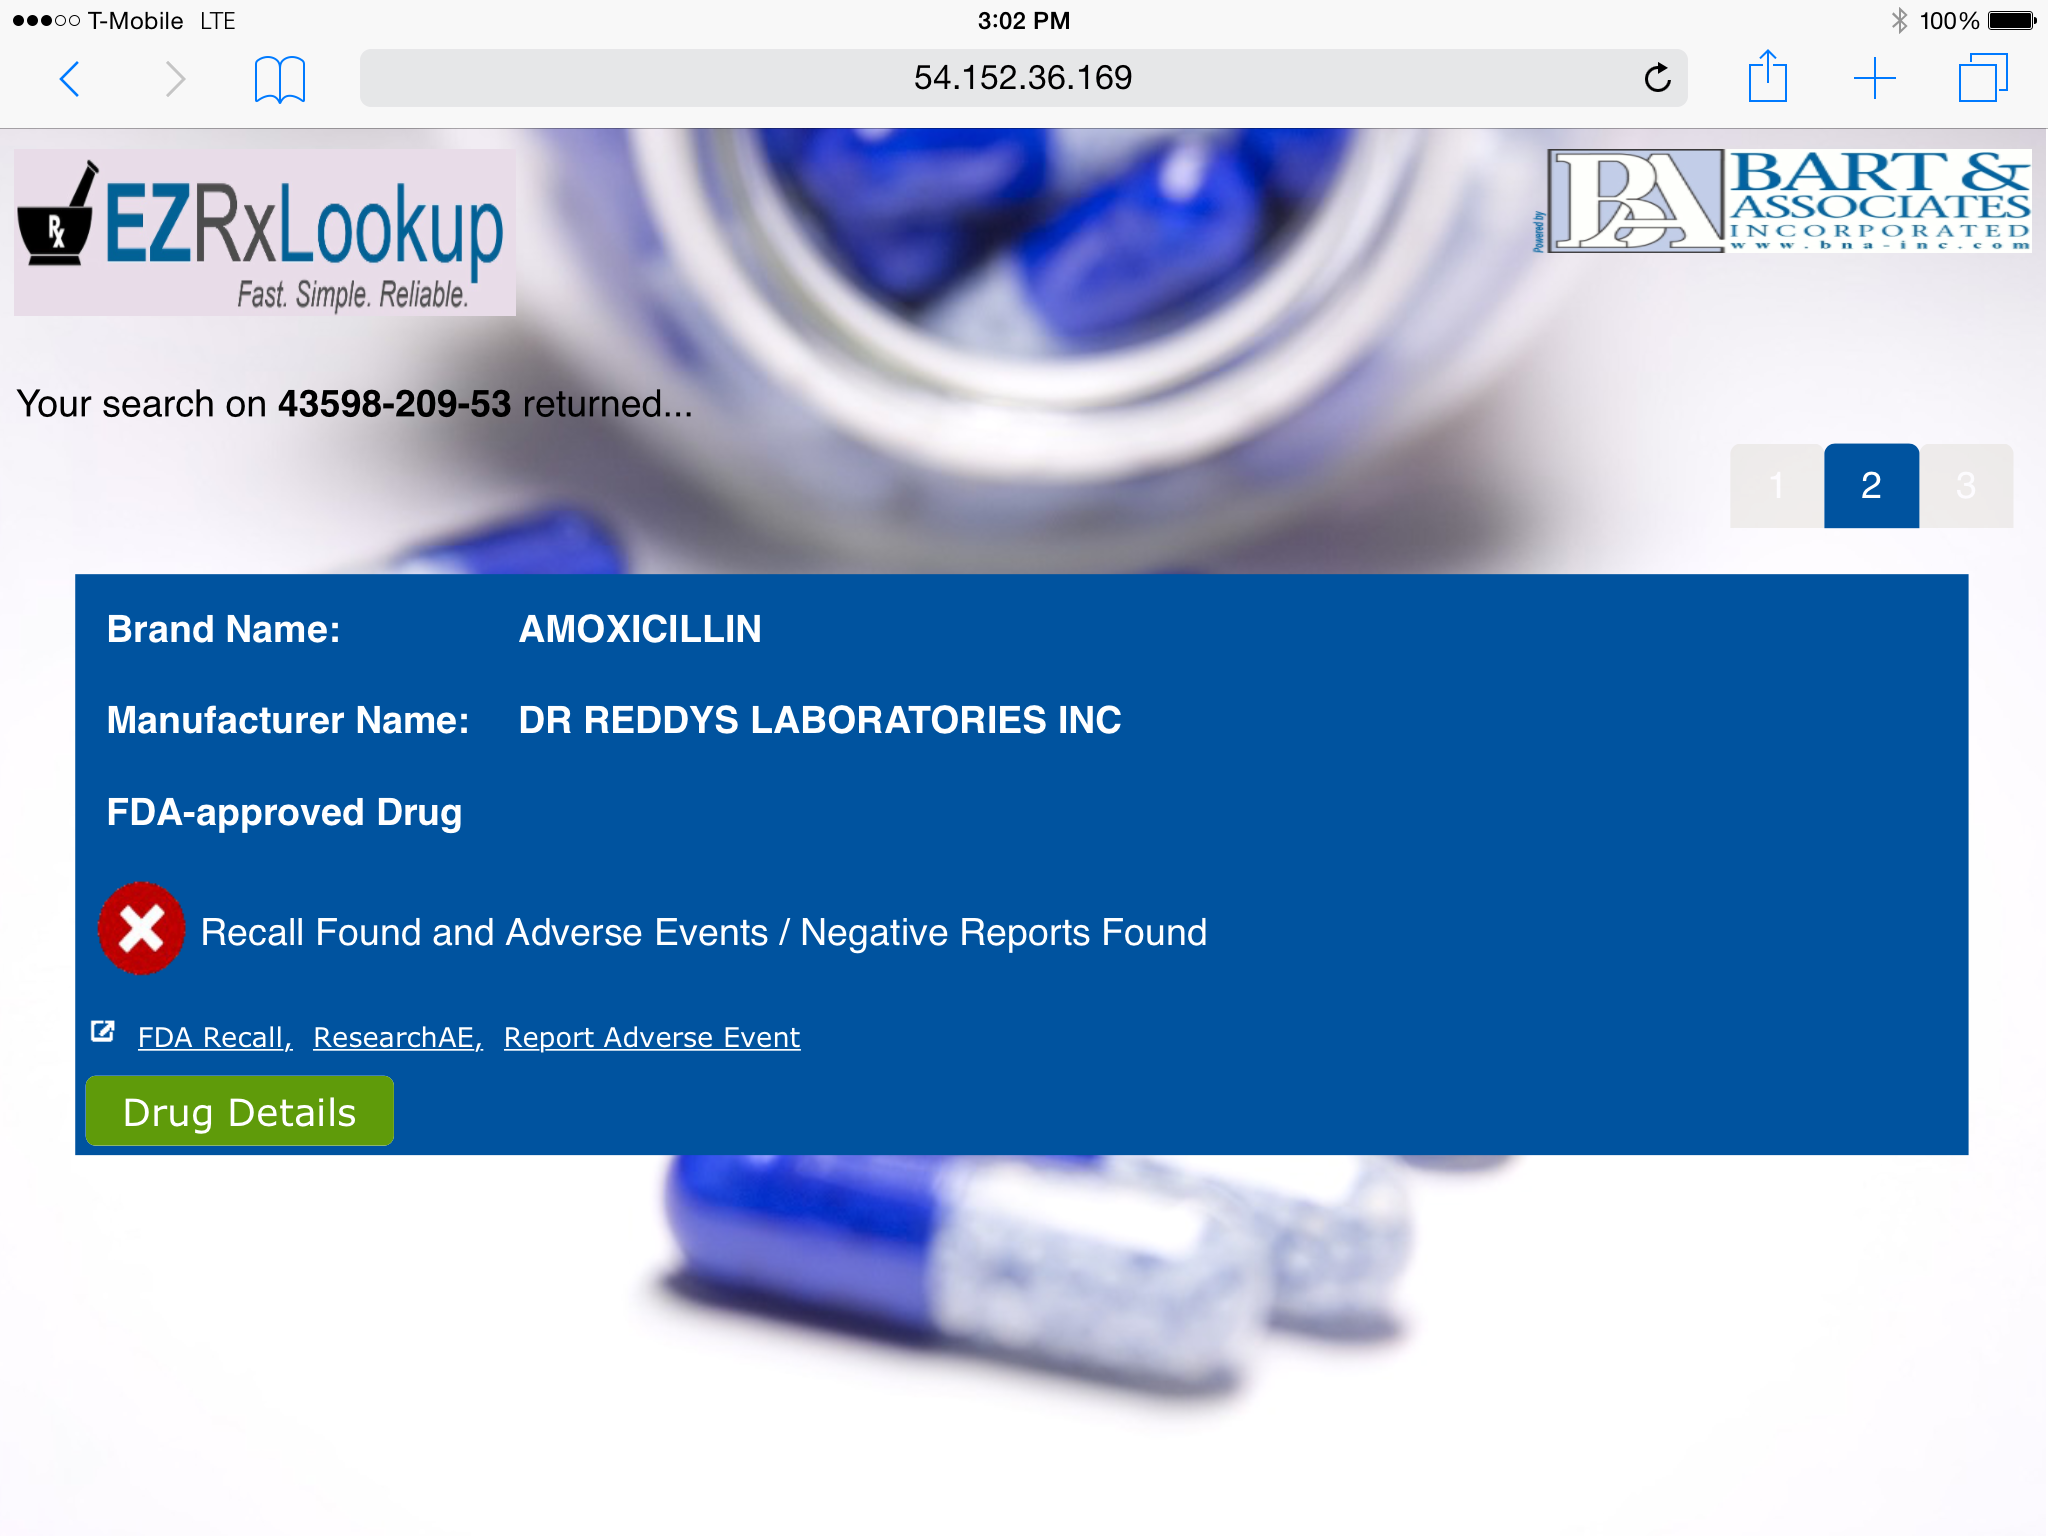 T-Mobile LTE 3:02 PM 100%
54.152.36.169
Rx EZRxLookup
Fast. Simple. Reliable.
Powered by BA BART &
ASSOCIATES
INCORPORATED
www.bna-inc.com
Your search on 43598-209-53 returned...
1 2 3
Brand Name: AMOXICILLIN
Manufacturer Name: DR REDDYS LABORATORIES INC
FDA-approved Drug
Recall Found and Adverse Events / Negative Reports Found
FDA Recall, ResearchAE, Report Adverse Event
Drug Details